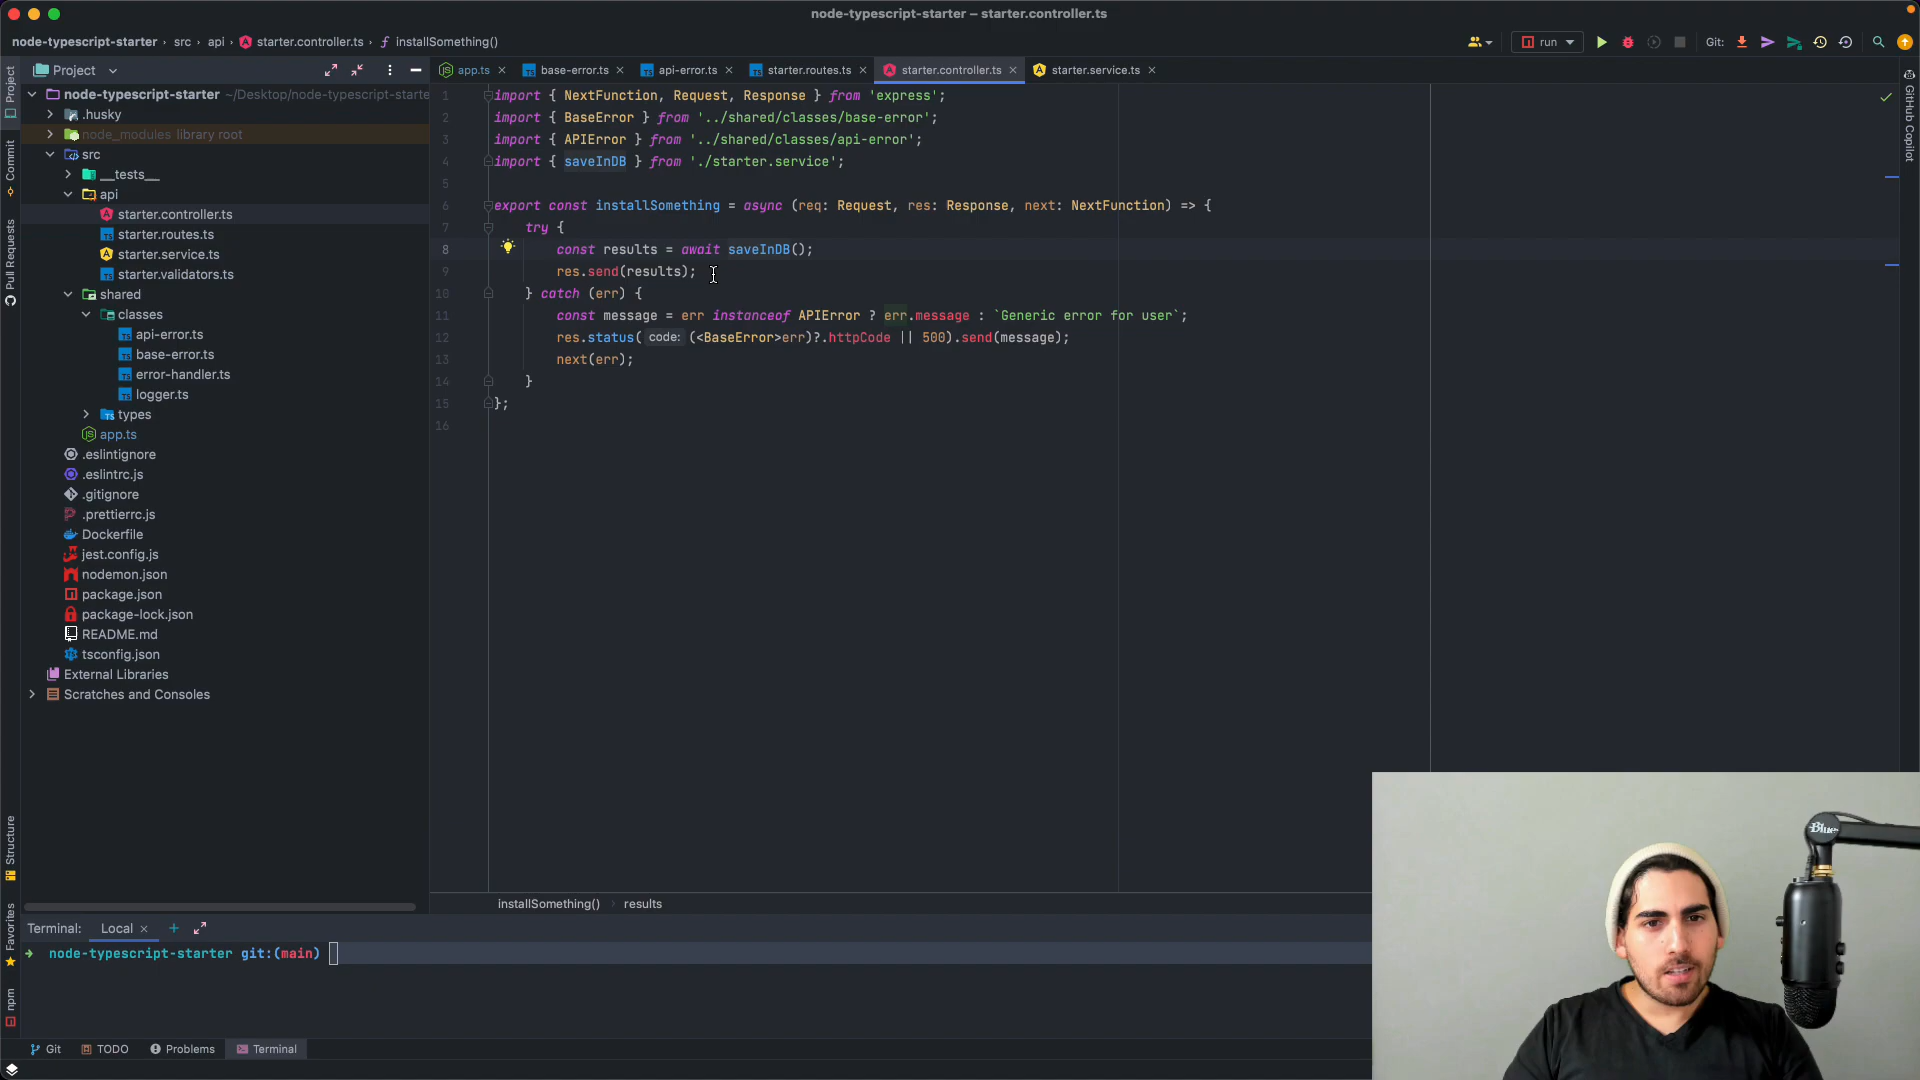 node-typescript-starter – starter.controller.ts
node-typescript-starter › src › api › starter.controller.ts › installSomething()
run
Git:
Project
app.ts
base-error.ts
api-error.ts
starter.routes.ts
starter.controller.ts
starter.service.ts
Project
Commit
Pull Requests
Structure
Favorites
npm
GitHub Copilot
node-typescript-starter ~/Desktop/node-typescript-starte
.husky
node_modules library root
src
__tests__
api
starter.controller.ts
starter.routes.ts
starter.service.ts
starter.validators.ts
shared
classes
api-error.ts
base-error.ts
error-handler.ts
logger.ts
types
app.ts
.eslintignore
.eslintrc.js
.gitignore
.prettierrc.js
Dockerfile
jest.config.js
nodemon.json
package.json
package-lock.json
README.md
tsconfig.json
External Libraries
Scratches and Consoles
1 import { NextFunction, Request, Response } from 'express';
2 import { BaseError } from '../shared/classes/base-error';
3 import { APIError } from '../shared/classes/api-error';
4 import { saveInDB } from './starter.service';
5
6 export const installSomething = async (req: Request, res: Response, next: NextFunction) => {
7 try {
8 const results = await saveInDB();
9 res.send(results);
10 } catch (err) {
11 const message = err instanceof APIError ? err.message : `Generic error for user`;
12 res.status( code: (<BaseError>err)?.httpCode || 500).send(message);
13 next(err);
14 }
15 };
16
installSomething() › results
Terminal: Local
node-typescript-starter git:(main)
Git
TODO
Problems
Terminal
Blue